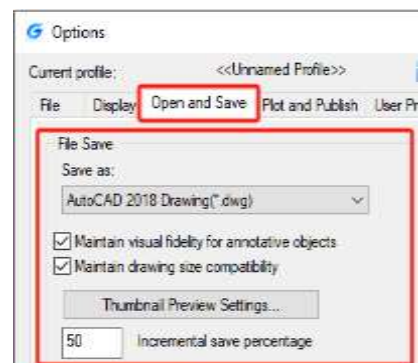 Options
Current profile: <<Unnamed Profile>>
File Display Open and Save Plot and Publish User Pr
File Save
Save as:
AutoCAD 2018 Drawing(*.dwg)
Maintain visual fidelity for annotative objects
Maintain drawing size compatibility
Thumbnail Preview Settings...
50 Incremental save percentage